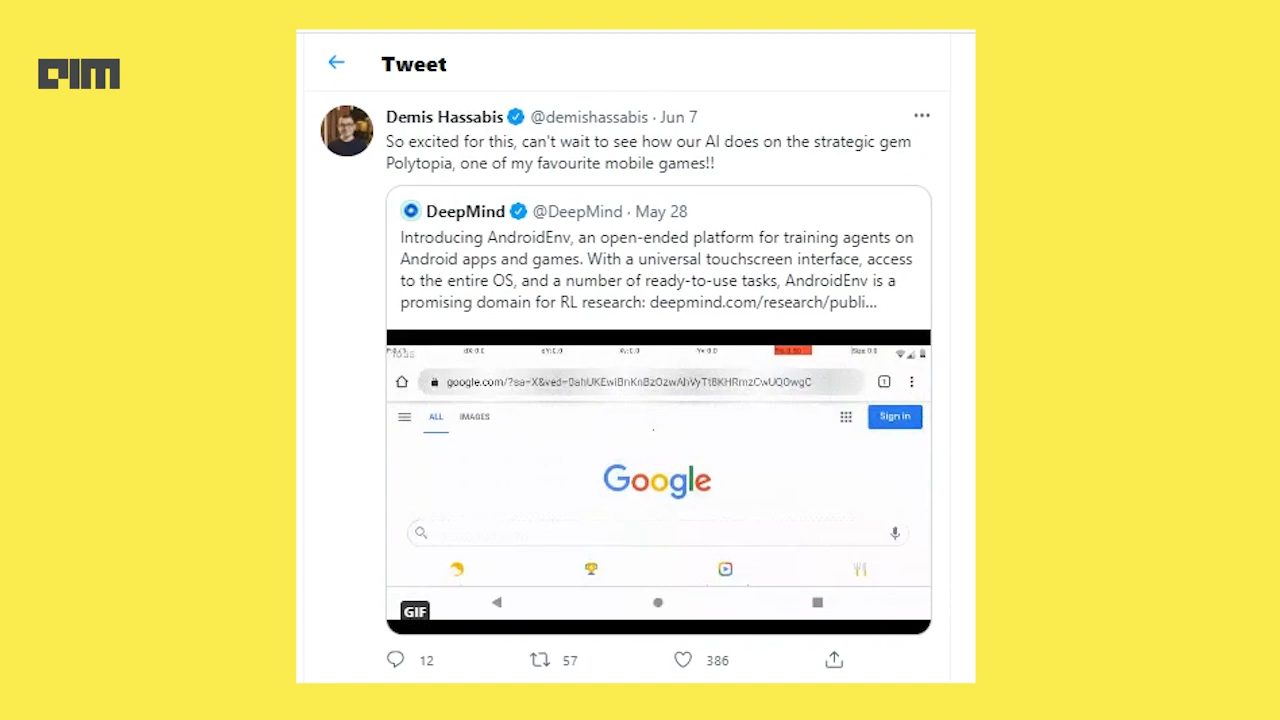 AIM
Tweet
Demis Hassabis @demishassabis · Jun 7
So excited for this, can't wait to see how our AI does on the strategic gem
Polytopia, one of my favourite mobile games!!
DeepMind @DeepMind · May 28
Introducing AndroidEnv, an open-ended platform for training agents on
Android apps and games. With a universal touchscreen interface, access
to the entire OS, and a number of ready-to-use tasks, AndroidEnv is a
promising domain for RL research: deepmind.com/research/publi...
1
ALL IMAGES
Sign in
Google
GIF
12 57 386